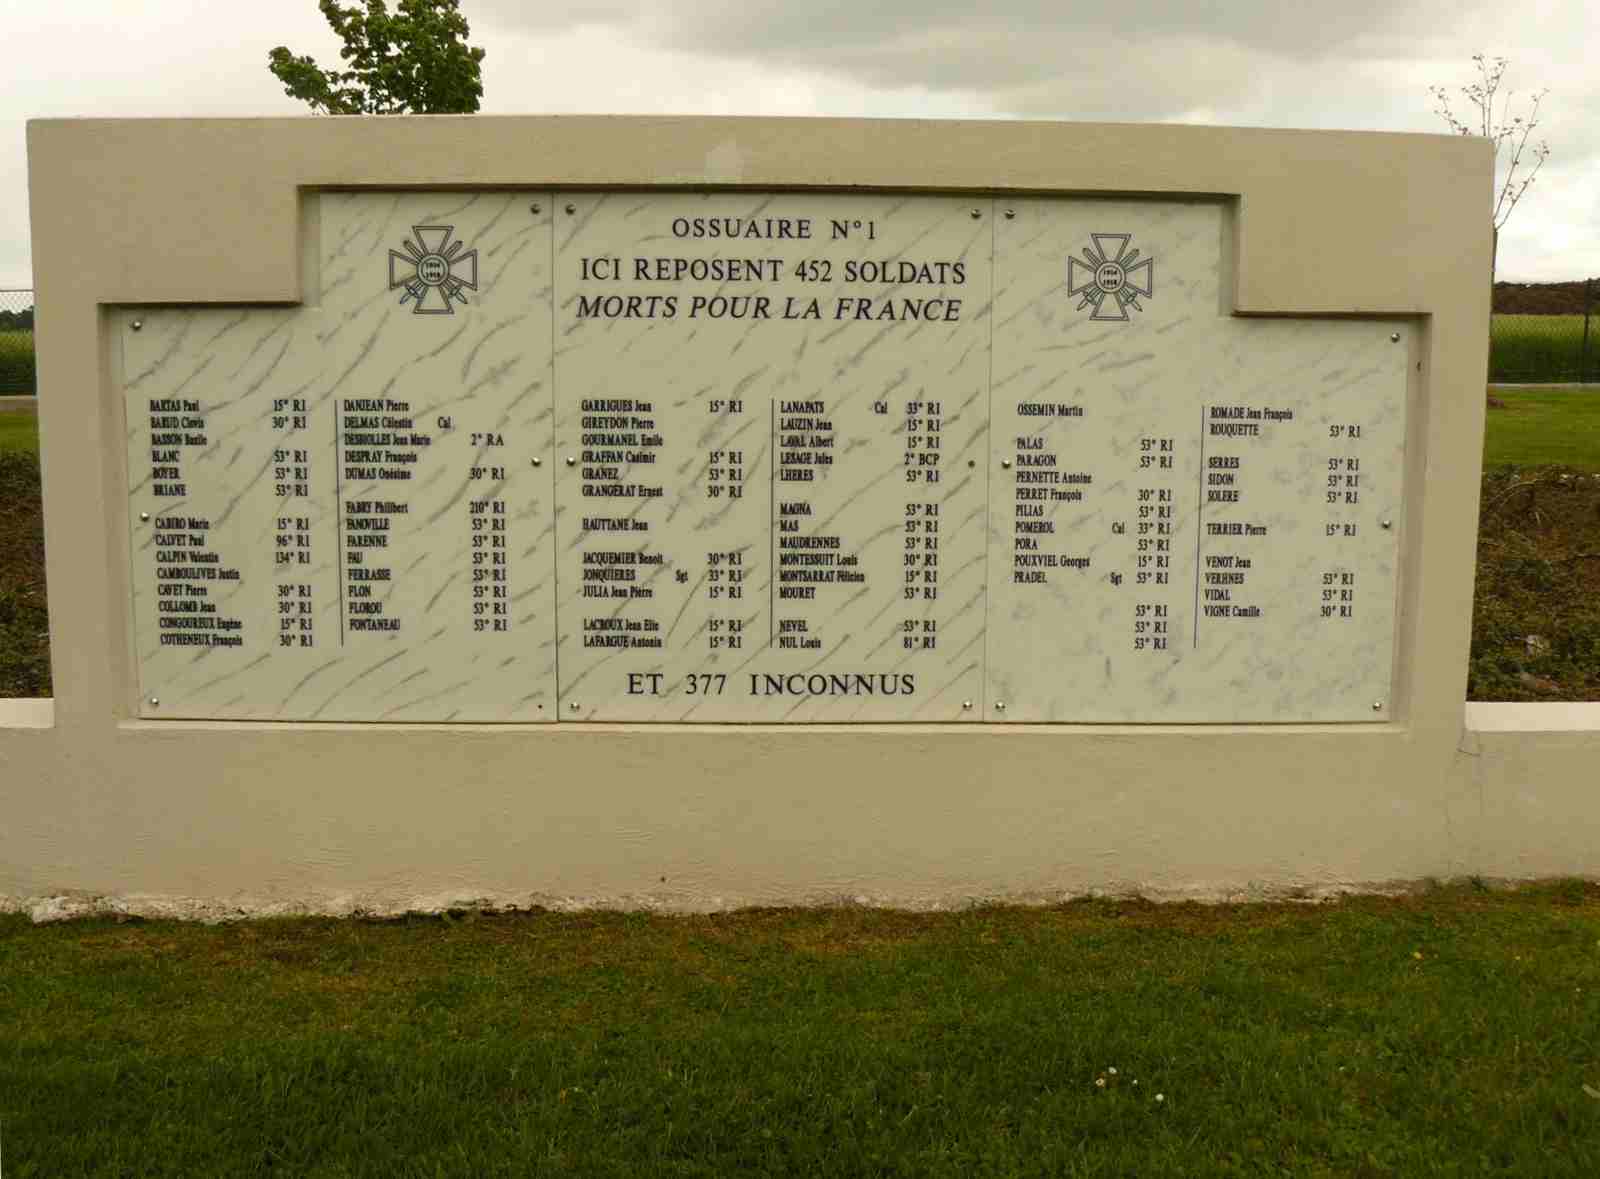 OSSUAIRE N° 1
ICI REPOSENT 452 SOLDATS
MORTS POUR LA FRANCE
1914
1918
1914
1918
BARTAS Paul 15° RI
BARUD Clovis 30° RI
BASSON Basile
BLANC 53° RI
BOYER 53° RI
BRIANE 53° RI
CABIRO Marie 15° RI
CALVET Paul 96° RI
CALPIN Valentin 134° RI
CAMBOULIVES Justin
CAVET Pierre 30° RI
COLLOMB Jean 30° RI
CONGOUREUX Eugène 15° RI
COTHENEUX François 30° RI
DANJEAN Pierre
DELMAS Célestin Cal
DESBIOLLES Jean Marie 2° RA
DESPRAY François
DUMAS Onésime 30° RI
FABRY Philibert 210° RI
FANOVILLE 53° RI
FARENNE 53° RI
FAU 53° RI
FERRASSE 53° RI
FLON 53° RI
FLOROU 53° RI
FONTANEAU 53° RI
GARRIGUES Jean 15° RI
GIREYDON Pierre
GOURMANEL Emile
GRAFFAN Casimir 15° RI
GRANEZ 53° RI
GRANGERAT Ernest 30° RI
HAUTTANE Jean
JACQUEMIER Benoit 30° RI
JONQUIERES Sgt 33° RI
JULIA Jean Pierre 15° RI
LACROUX Jean Elie 15° RI
LAFARGUE Antonin 15° RI
LANAPATS Cal 33° RI
LAUZIN Jean 15° RI
LAVAL Albert 15° RI
LESAGE Jules 2° BCP
LHERES 53° RI
MAGNA 53° RI
MAS 53° RI
MAUDRENNES 53° RI
MONTESSUIT Louis 30° RI
MONTSARRAT Félicien 15° RI
MOURET 53° RI
NEVEL 53° RI
NUL Louis 81° RI
OSSEMIN Martin
PALAS 53° RI
PARAGON 53° RI
PERNETTE Antoine
PERRET François 30° RI
PILIAS 53° RI
POMEROL Cal 33° RI
PORA 53° RI
POUXVIEL Georges 15° RI
PRADEL Sgt 53° RI
53° RI
53° RI
53° RI
ROMADE Jean François
ROUQUETTE 53° RI
SERRES 53° RI
SIDON 53° RI
SOLERE 53° RI
TERRIER Pierre 15° RI
VENOT Jean
VERHNES 53° RI
VIDAL 53° RI
VIGNE Camille 30° RI
ET 377 INCONNUS